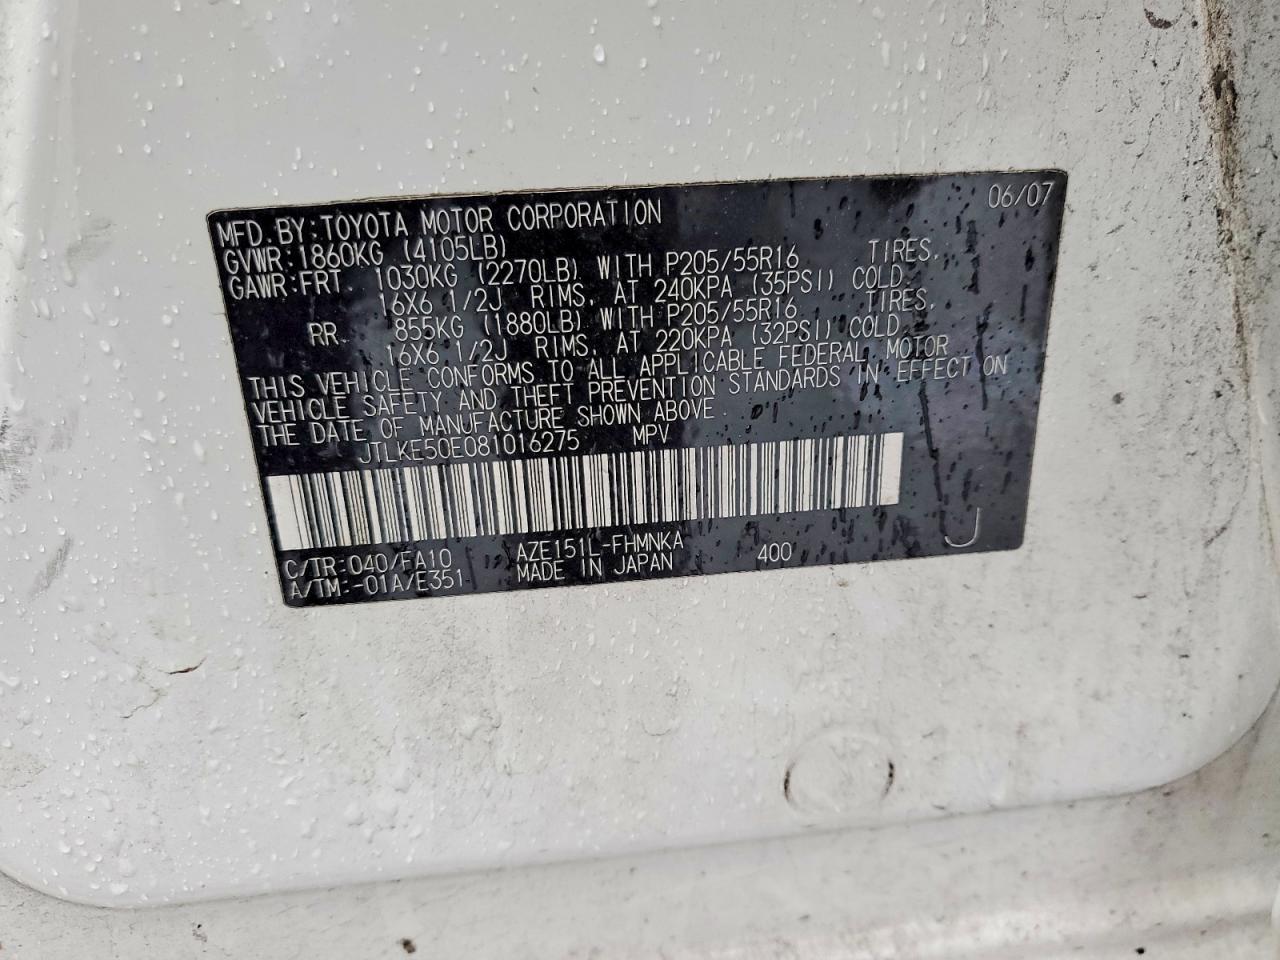 06/07
MFD. BY: TOYOTA MOTOR CORPORATION
GVWR: 1860KG (4105LB)
GAWR: FRT 1030KG (2270LB) WITH P205/55R16 TIRES,
16X6 1/2J RIMS, AT 240KPA (35PSI) COLD.
RR 855KG (1880LB) WITH P205/55R16 TIRES,
16X6 1/2J RIMS, AT 220KPA (32PSI) COLD.
THIS VEHICLE CONFORMS TO ALL APPLICABLE FEDERAL MOTOR
VEHICLE SAFETY AND THEFT PREVENTION STANDARDS IN EFFECT ON
THE DATE OF MANUFACTURE SHOWN ABOVE.
JTLKE50E081016275 MPV
C/TR: 040/FA10 AZE151L-FHMNKA 400 J
A/TM: -01A/E351 MADE IN JAPAN